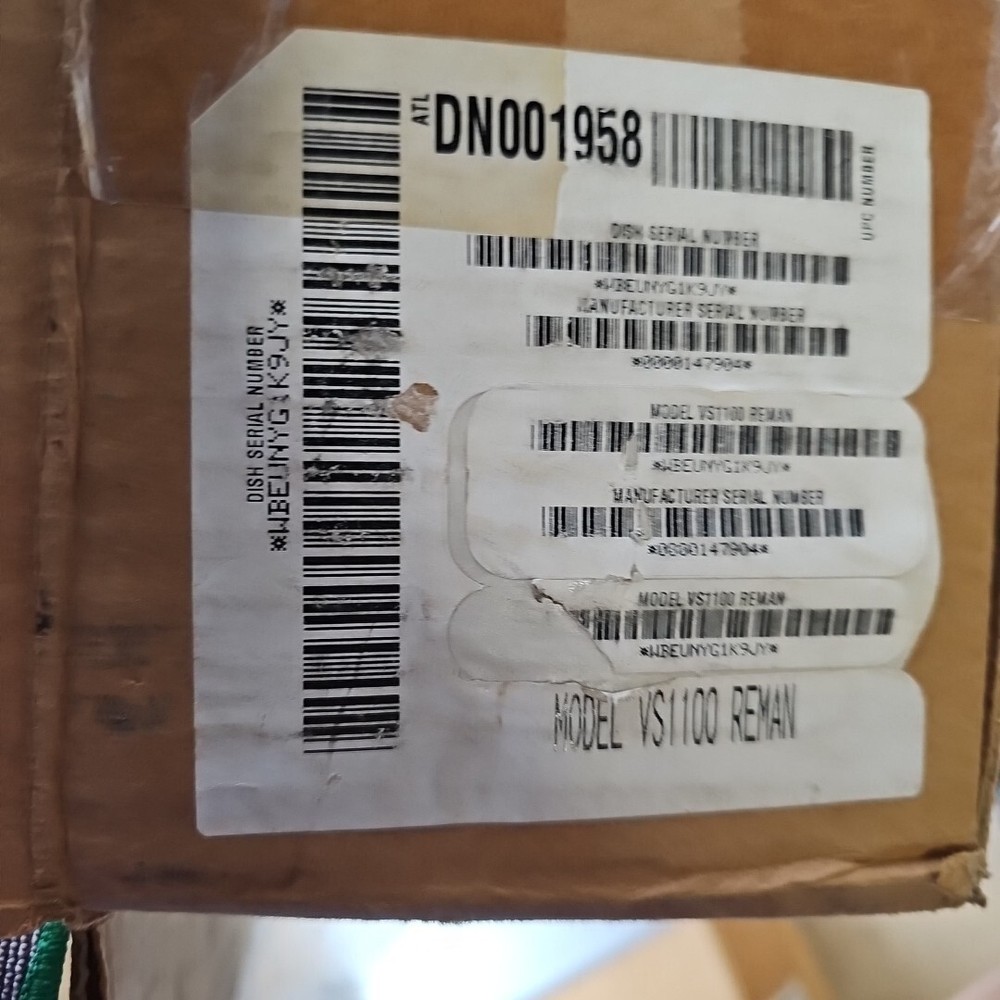 ATL
DN001958
UPC NUMBER
DISH SERIAL NUMBER
*WBEUNYG1K9JY*
DISH SERIAL NUMBER
*WBEUNYG1K9JY*
MANUFACTURER SERIAL NUMBER
*0000147904*
MODEL VS1100 REMAN
*WBEUNYG1K9JY*
MANUFACTURER SERIAL NUMBER
*0000147904*
MODEL VS1100 REMAN
*WBEUNYG1K9JY*
MODEL VS1100 REMAN